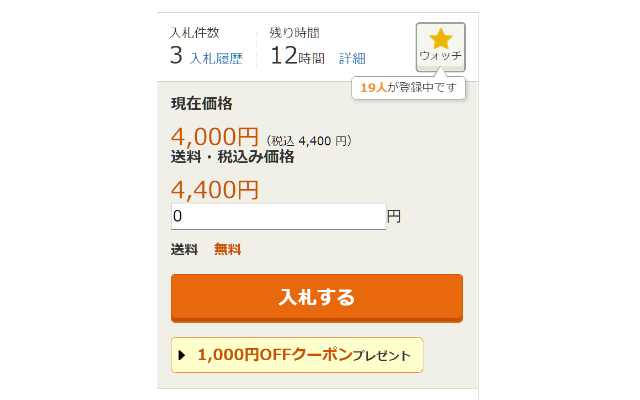 入札件数 残り時間
3 入札履歴 12時間 詳細
ウォッチ
19人が登録中です
現在価格
4,000円（税込 4,400 円）
送料・税込み価格
4,400円
0 円
送料 無料
入札する
1,000円OFFクーポンプレゼント